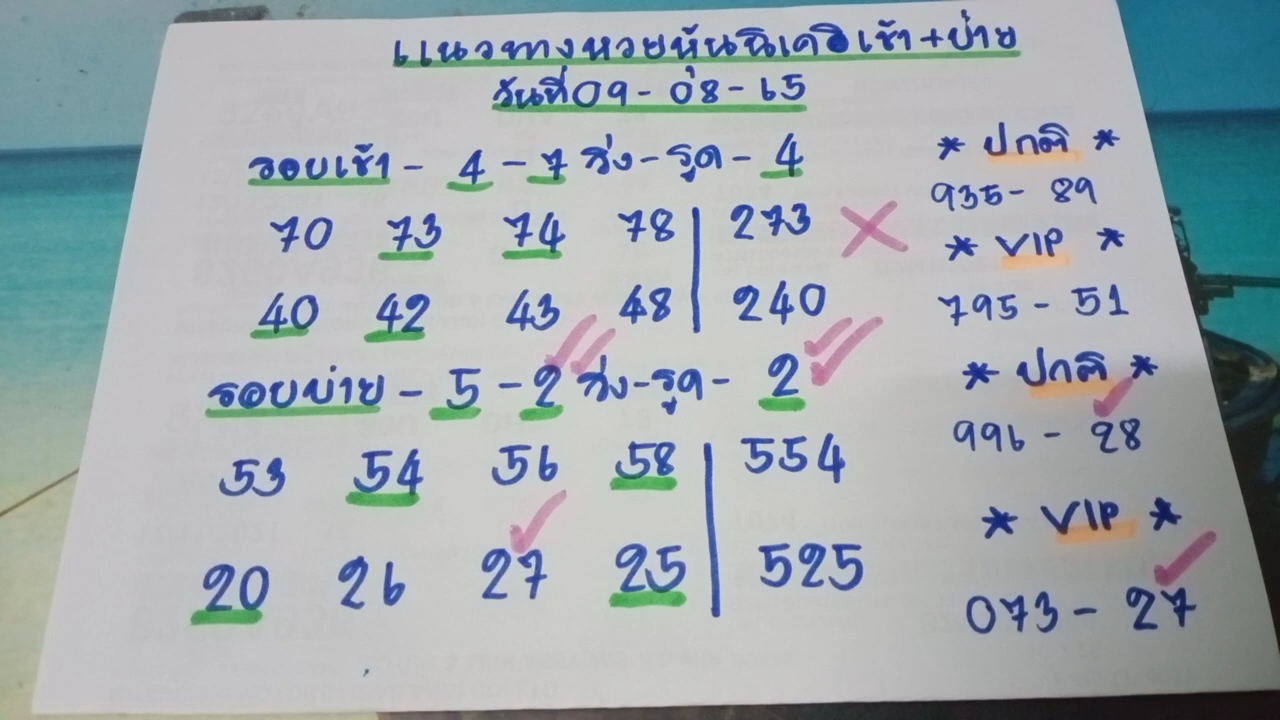 แนวทางหวยหุ้นนิเคอิเช้า+บ่าย
วันที่09-08-65
รอบเช้า - 4 - 7 วิ่ง-รูด - 4
70 73 74 78 273
40 42 43 48 240
รอบบ่าย - 5 - 2 วิ่ง-รูด - 2
53 54 56 58 554
20 26 27 25 525
* ปกติ *
935 - 89
* VIP *
795 - 51
* ปกติ *
996 - 28
* VIP *
073 - 27